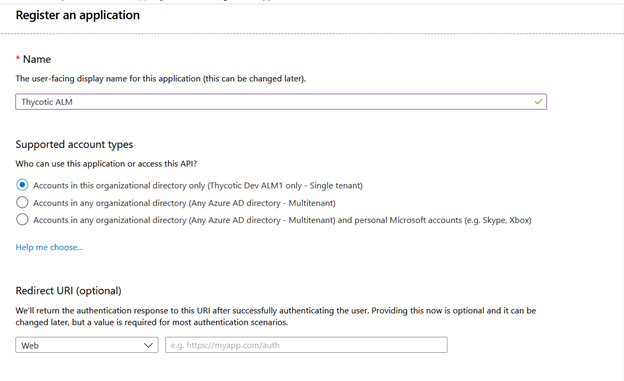 Register an application
* Name
The user-facing display name for this application (this can be changed later).
Thycotic ALM
Supported account types
Who can use this application or access this API?
Accounts in this organizational directory only (Thycotic Dev ALM1 only - Single tenant)
Accounts in any organizational directory (Any Azure AD directory - Multitenant)
Accounts in any organizational directory (Any Azure AD directory - Multitenant) and personal Microsoft accounts (e.g. Skype, Xbox)
Help me choose...
Redirect URI (optional)
We'll return the authentication response to this URI after successfully authenticating the user. Providing this now is optional and it can be
changed later, but a value is required for most authentication scenarios.
Web
e.g. https://myapp.com/auth